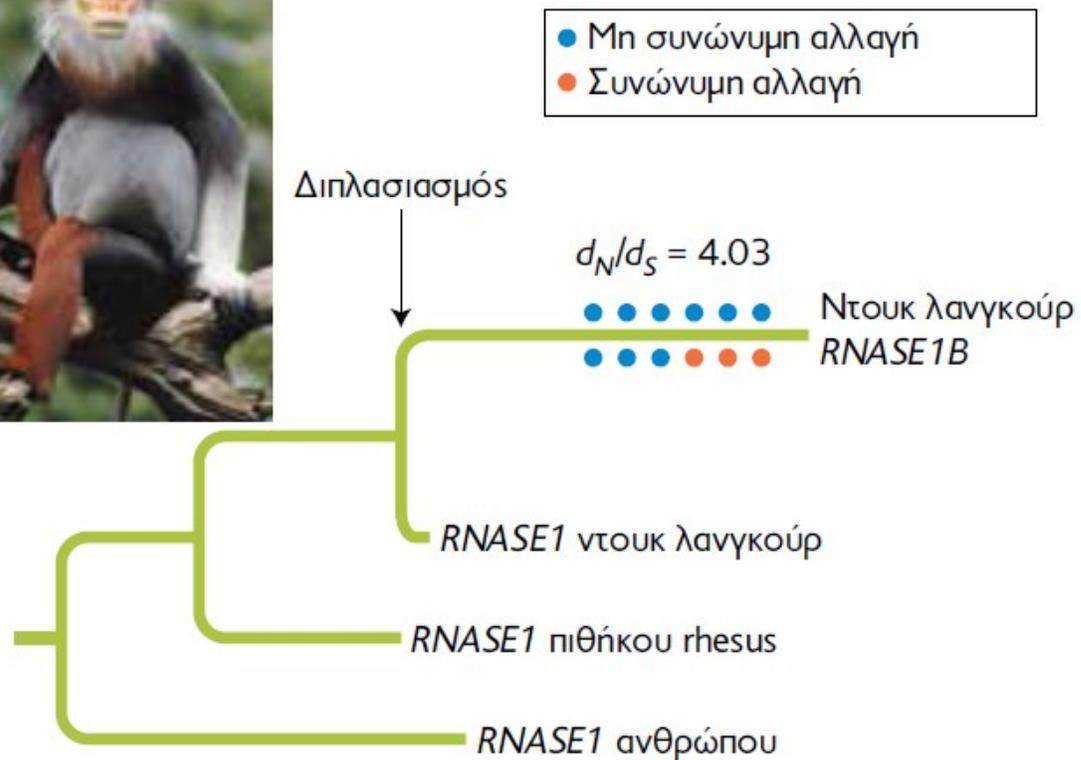 Μη συνώνυμη αλλαγή
Συνώνυμη αλλαγή
Διπλασιασμός
dN/dS = 4.03
Ντουκ λανγκούρ
RNASE1B
RNASE1 ντουκ λανγκούρ
RNASE1 πιθήκου rhesus
RNASE1 ανθρώπου